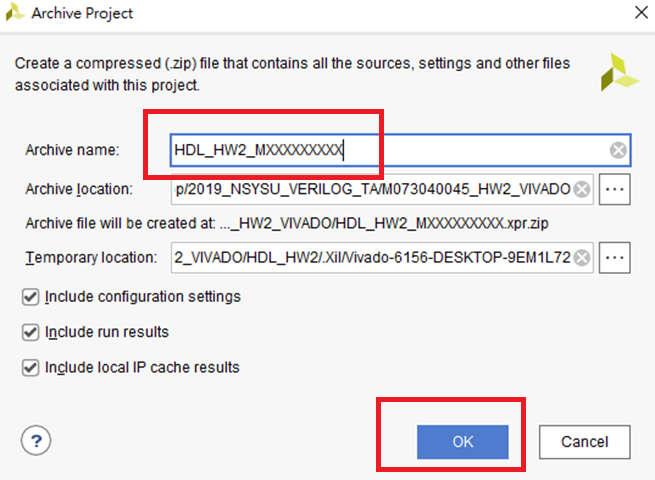 Archive Project
Create a compressed (.zip) file that contains all the sources, settings and other files
associated with this project.
Archive name: HDL_HW2_MXXXXXXXXX
Archive location: p/2019_NSYSU_VERILOG_TA/M073040045_HW2_VIVADO ...
Archive file will be created at: ..._HW2_VIVADO/HDL_HW2_MXXXXXXXXX.xpr.zip
Temporary location: 2_VIVADO/HDL_HW2/.Xil/Vivado-6156-DESKTOP-9EM1L72 ...
Include configuration settings
Include run results
Include local IP cache results
? OK Cancel